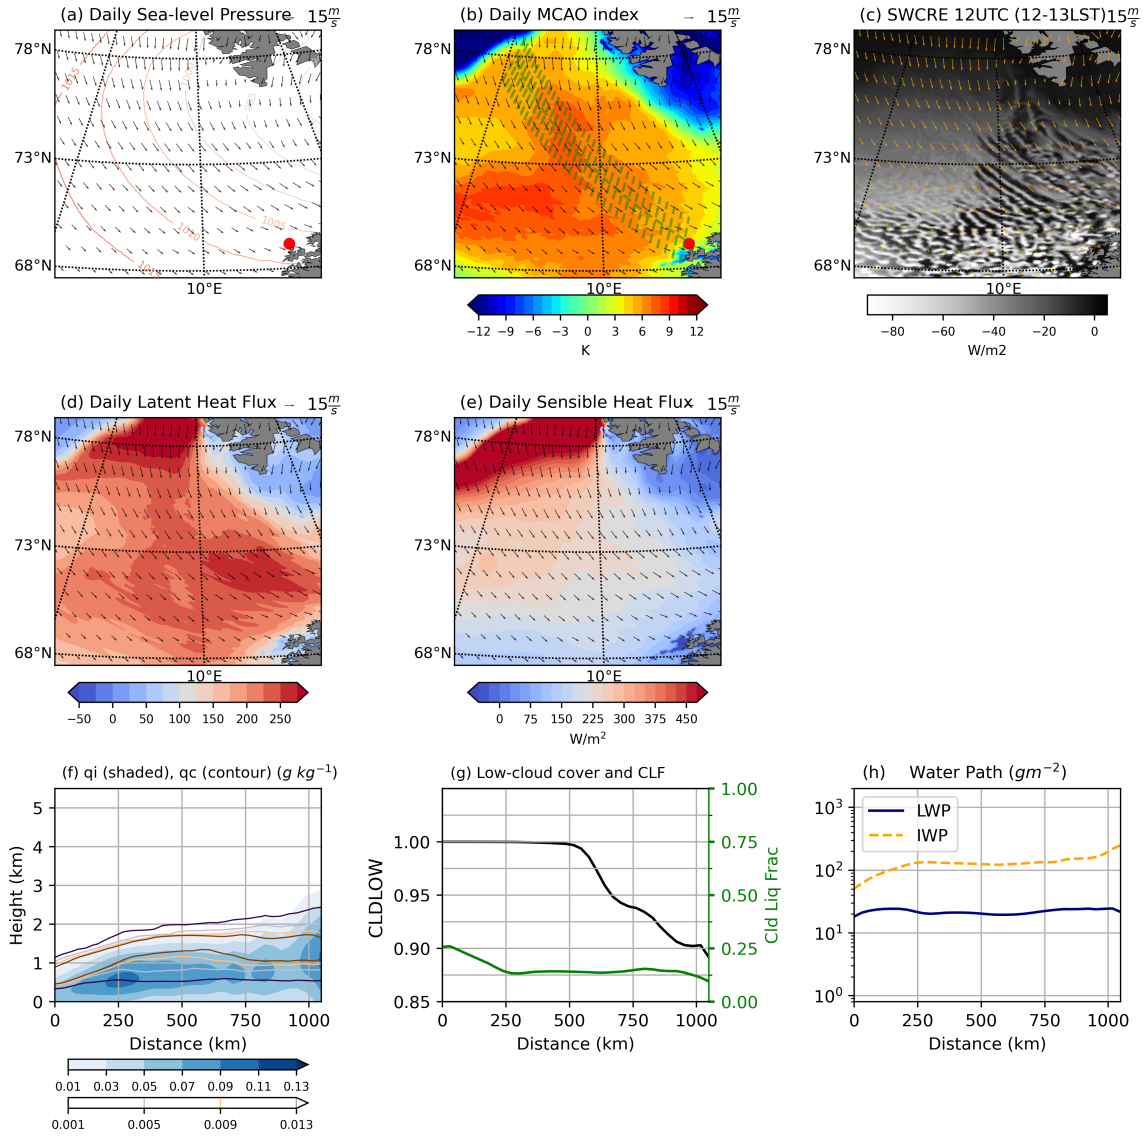 (a) Daily Sea-level Pressure 15 m/s
(b) Daily MCAO index 15 m/s
(c) SWCRE 12UTC (12-13LST) 15 m/s
78°N
73°N
68°N
10°E
1015
1005
1010
78°N
73°N
68°N
10°E
78°N
73°N
68°N
10°E
−12 −9 −6 −3 0 3 6 9 12
K
−80 −60 −40 −20 0
W/m2
(d) Daily Latent Heat Flux 15 m/s
(e) Daily Sensible Heat Flux 15 m/s
78°N
73°N
68°N
10°E
78°N
73°N
68°N
10°E
−50 0 50 100 150 200 250
0 75 150 225 300 375 450
W/m²
(f) qi (shaded), qc (contour) (g kg⁻¹)
(g) Low-cloud cover and CLF
(h) Water Path (gm⁻²)
Height (km)
5
4
3
2
1
0
0 250 500 750 1000
Distance (km)
0.01 0.03 0.05 0.07 0.09 0.11 0.13
0.001 0.005 0.009 0.013
CLDLOW
1.00
0.95
0.90
0.85
0 250 500 750 1000
Distance (km)
1.00
0.75
0.50
0.25
0.00
Cld Liq Frac
LWP
IWP
10³
10²
10¹
10⁰
0 250 500 750 1000
Distance (km)